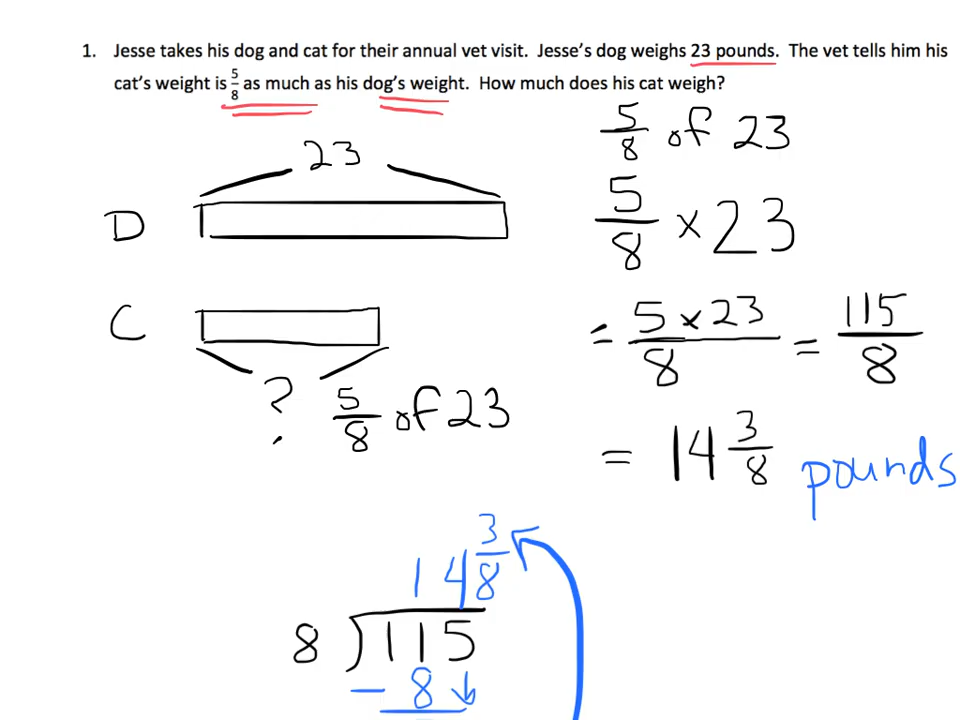 1. Jesse takes his dog and cat for their annual vet visit. Jesse's dog weighs 23 pounds. The vet tells him his
cat's weight is 5/8 as much as his dog's weight. How much does his cat weigh?
23
D
C
?
5/8 of 23
5/8 of 23
5/8 × 23
= 5 × 23/8 = 115/8
= 14 3/8 pounds
14 3/8
8 ) 115
- 8 ↓